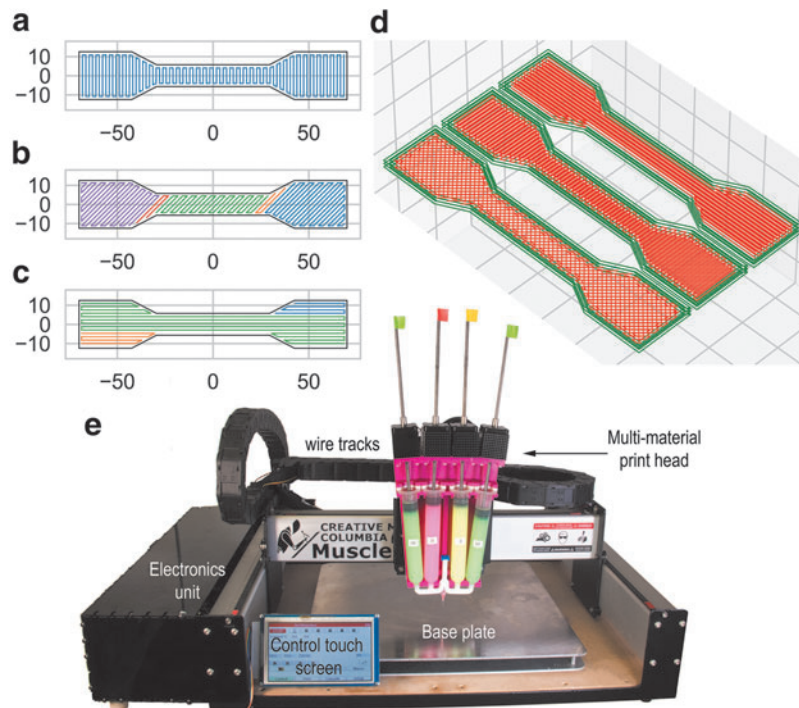 a
10
0
−10
−50
0
50
b
10
0
−10
−50
0
50
c
10
0
−10
−50
0
50
d
e
wire tracks
Multi-material
print head
CREATIVE M
COLUMBIA
Muscle
Electronics
unit
Control touch
screen
Base plate